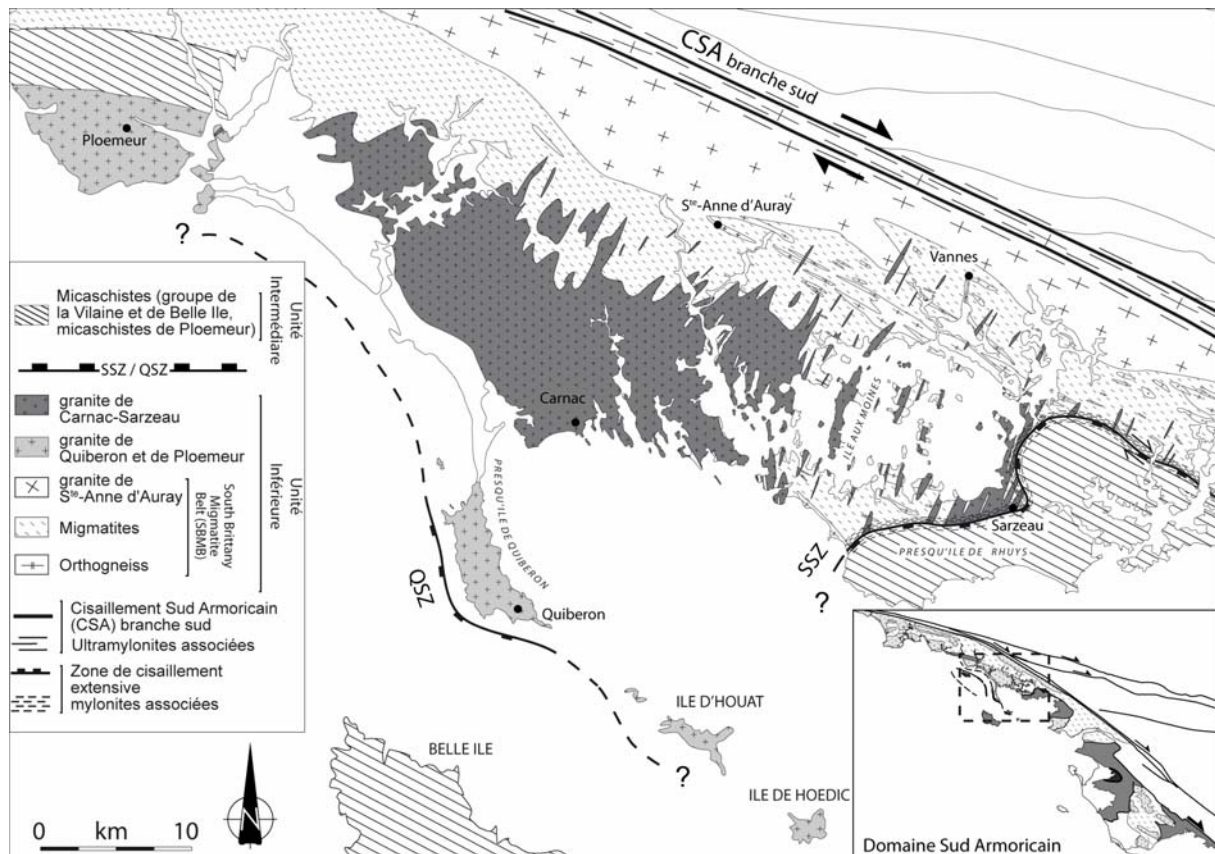 CSA branche sud
Ploemeur
S^te-Anne d'Auray
Vannes
?
Micaschistes (groupe de
la Vilaine et de Belle Ile,
micaschistes de Ploemeur)
Unité
Intermédiare
SSZ / QSZ
granite de
Carnac-Sarzeau
granite de
Quiberon et de Ploemeur
granite de
S^te-Anne d'Auray
Migmatites
Orthogneiss
South Brittany
Migmatite
Belt (SBMB)
Unité
Inférieure
Cisaillement Sud Armoricain
(CSA) branche sud
Ultramylonites associées
Zone de cisaillement
extensive
mylonites associées
Carnac
ILE AUX MOINES
Sarzeau
PRESQU'ILE DE RHUYS
SSZ
?
PRESQU'ILE DE QUIBERON
QSZ
Quiberon
ILE D'HOUAT
?
BELLE ILE
ILE DE HOEDIC
N
0 km 10
Domaine Sud Armoricain